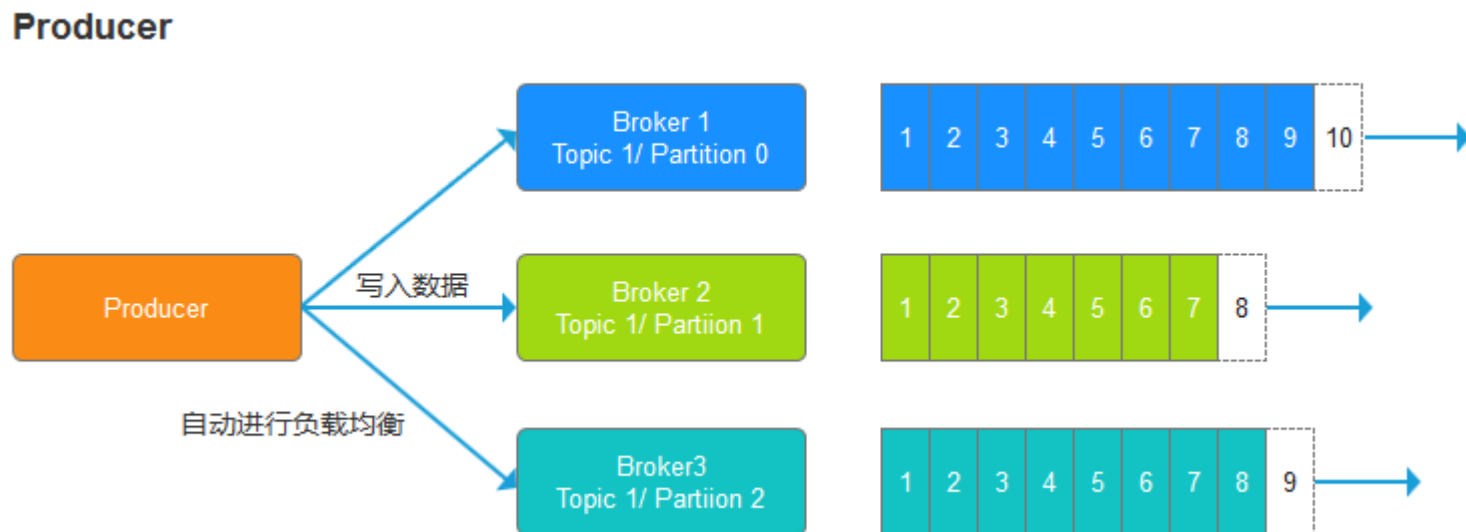 Producer
Broker 1
Topic 1/ Partition 0
1 2 3 4 5 6 7 8 9 10
Producer
写入数据
Broker 2
Topic 1/ Partiion 1
1 2 3 4 5 6 7 8
自动进行负载均衡
Broker3
Topic 1/ Partiion 2
1 2 3 4 5 6 7 8 9